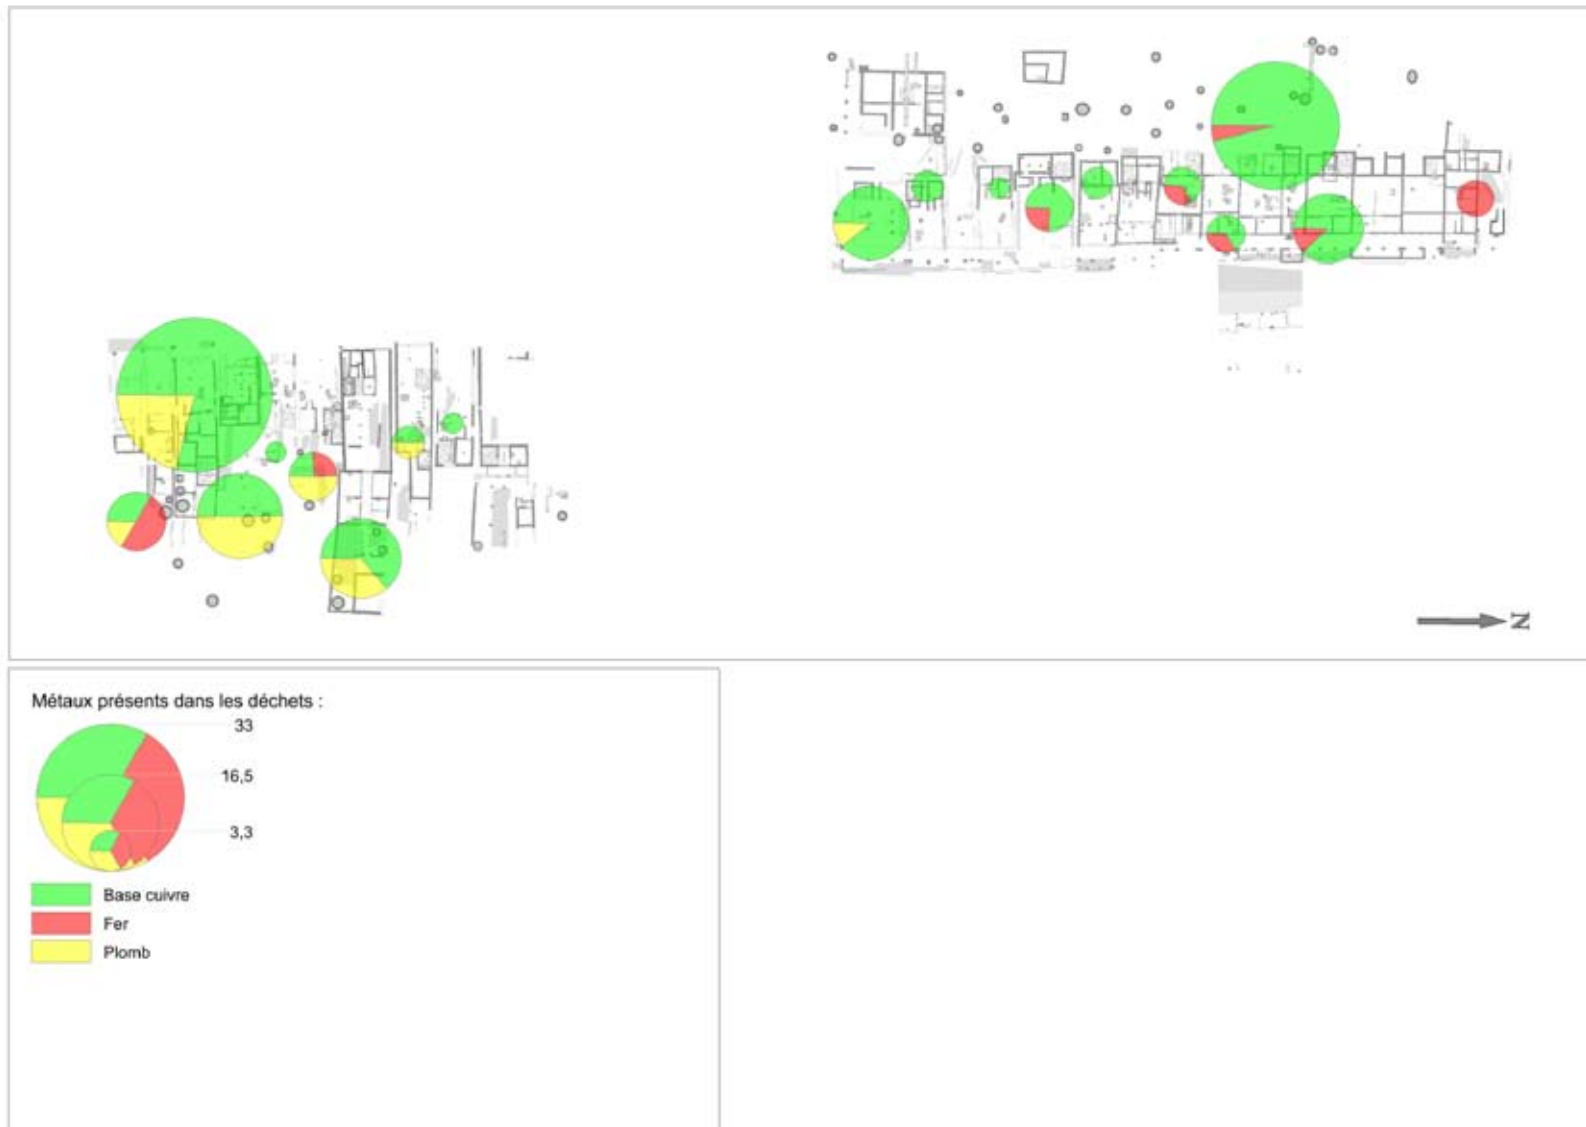 N
Métaux présents dans les déchets :
33
16,5
3,3
Base cuivre
Fer
Plomb